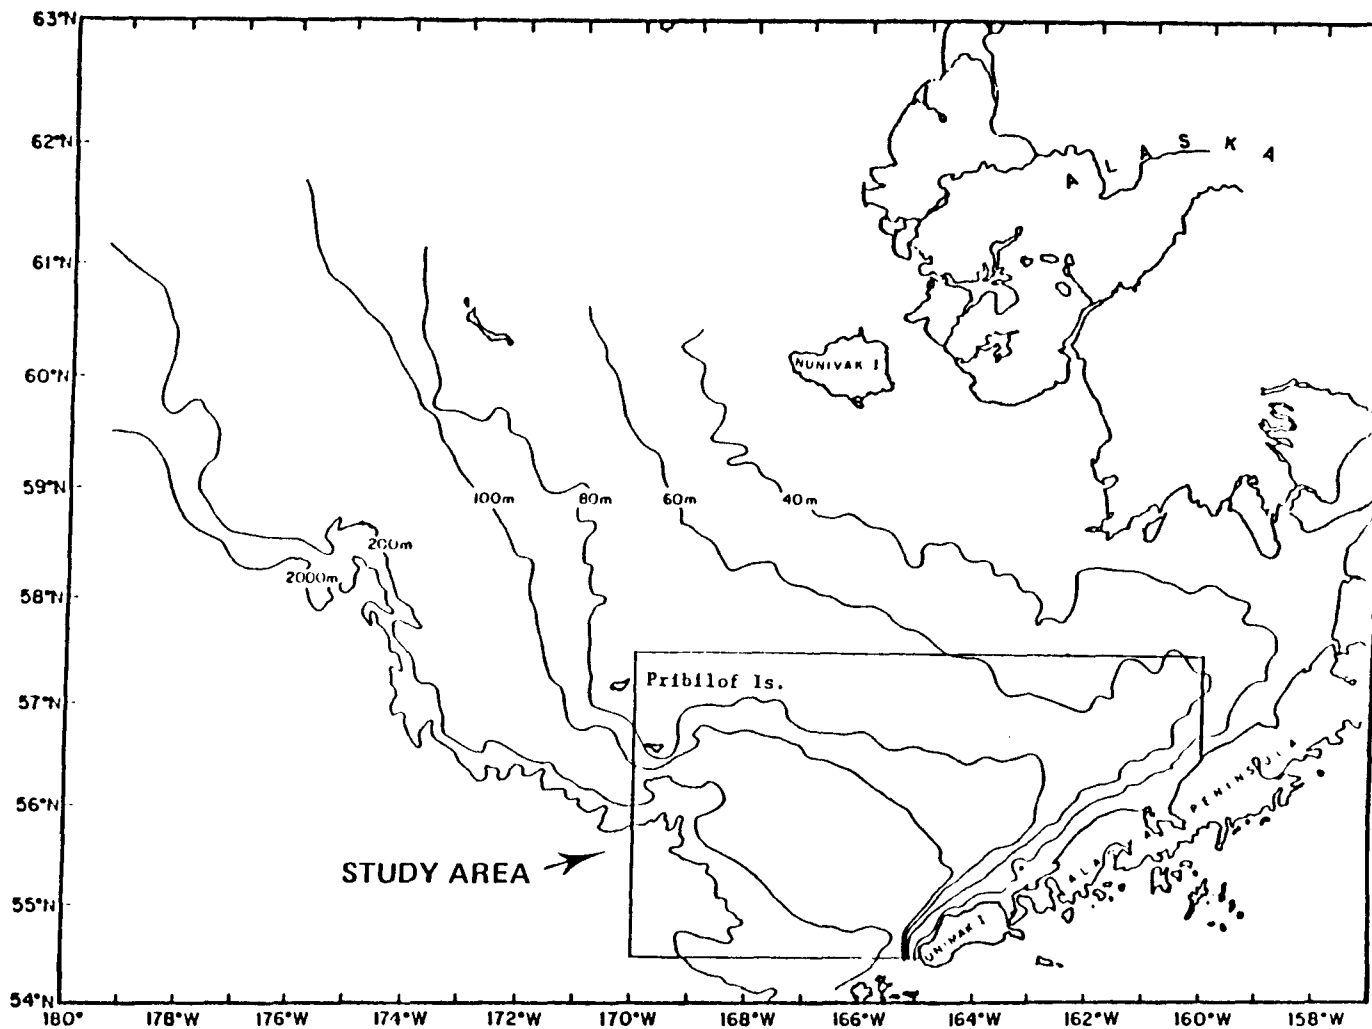 63°N
62°N
61°N
60°N
59°N
58°N
57°N
56°N
55°N
54°N
180°
178°W
176°W
174°W
172°W
170°W
168°W
166°W
164°W
162°W
160°W
158°W
ALASKA
NUNIVAK I
100m
80m
60m
40m
200m
2000m
Pribilof Is.
STUDY AREA
UNIMAK I
PENINSULA